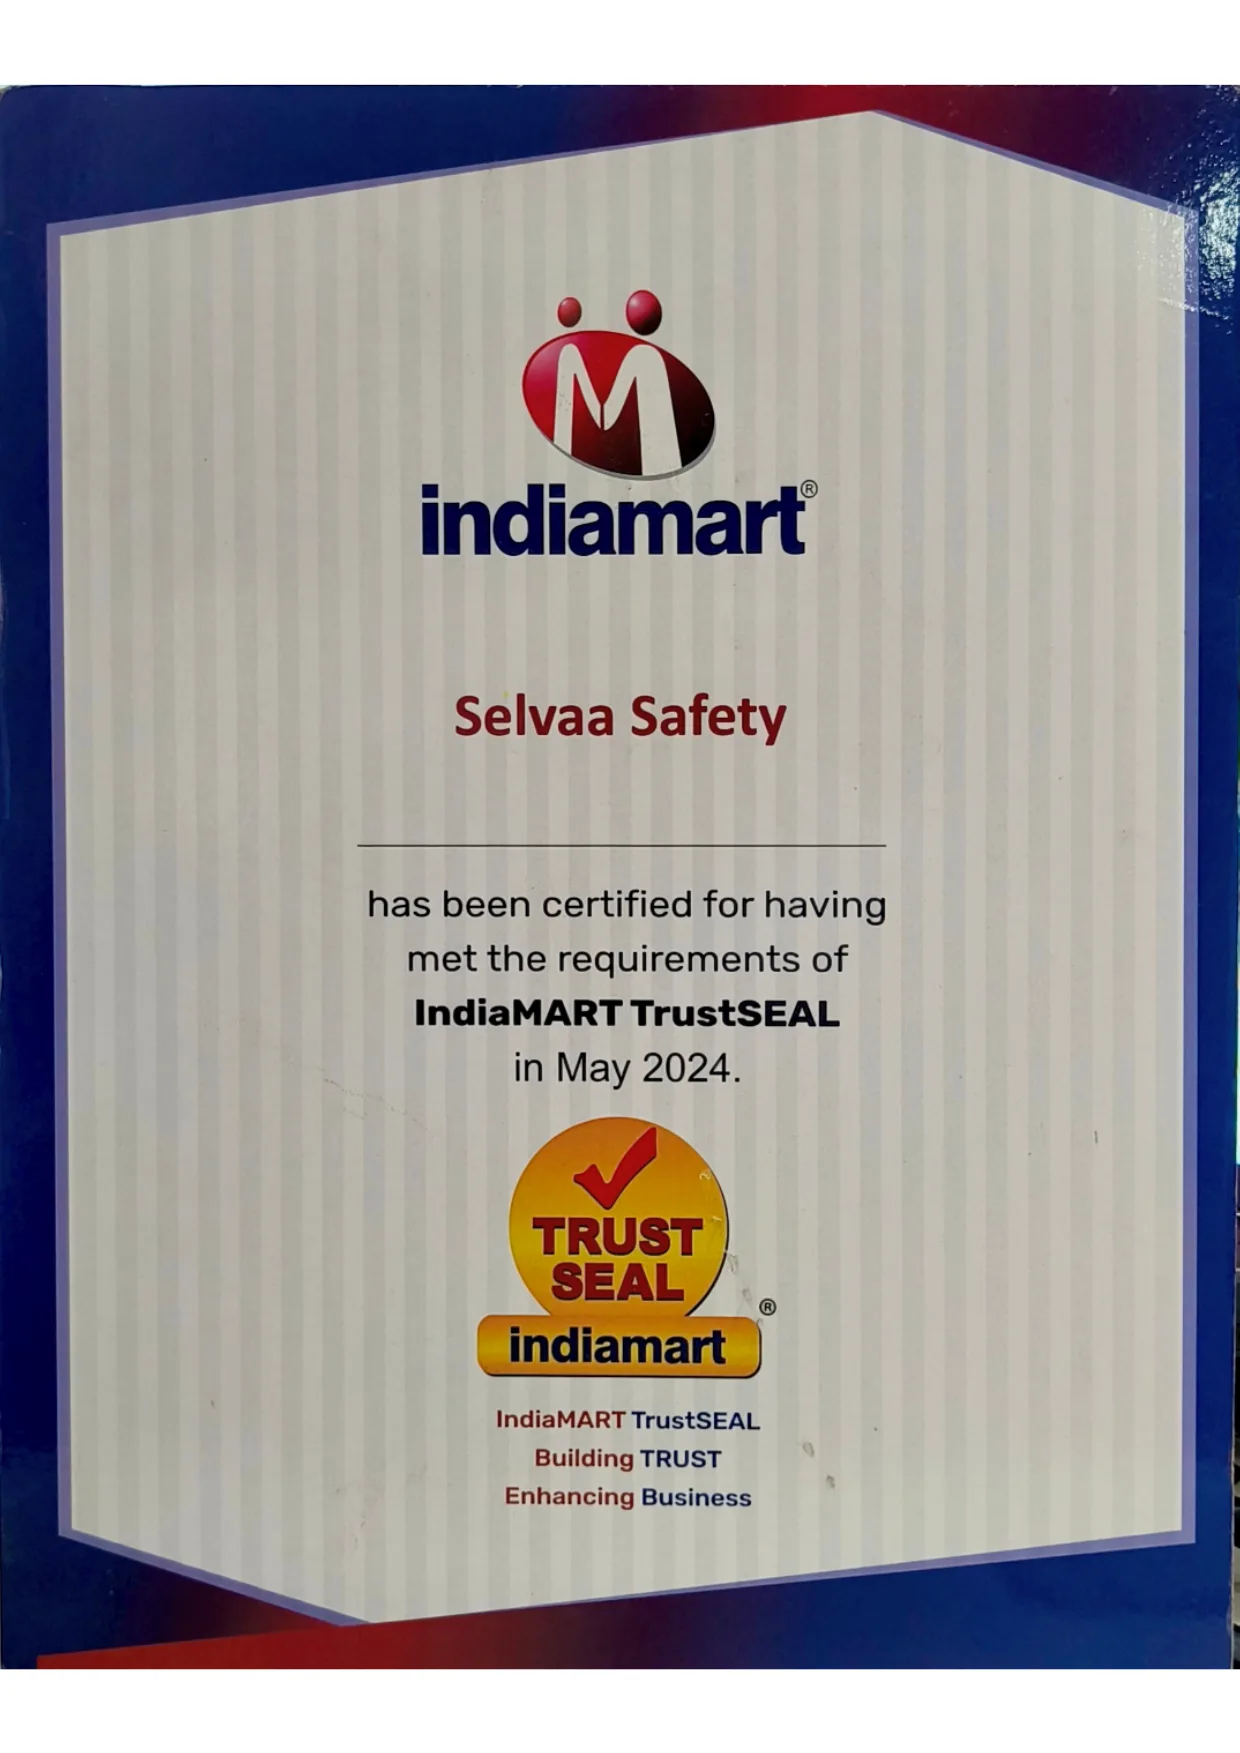 indiamart®
Selvaa Safety
has been certified for having
met the requirements of
IndiaMART TrustSEAL
in May 2024.
TRUST
SEAL
indiamart ®
IndiaMART TrustSEAL
Building TRUST
Enhancing Business